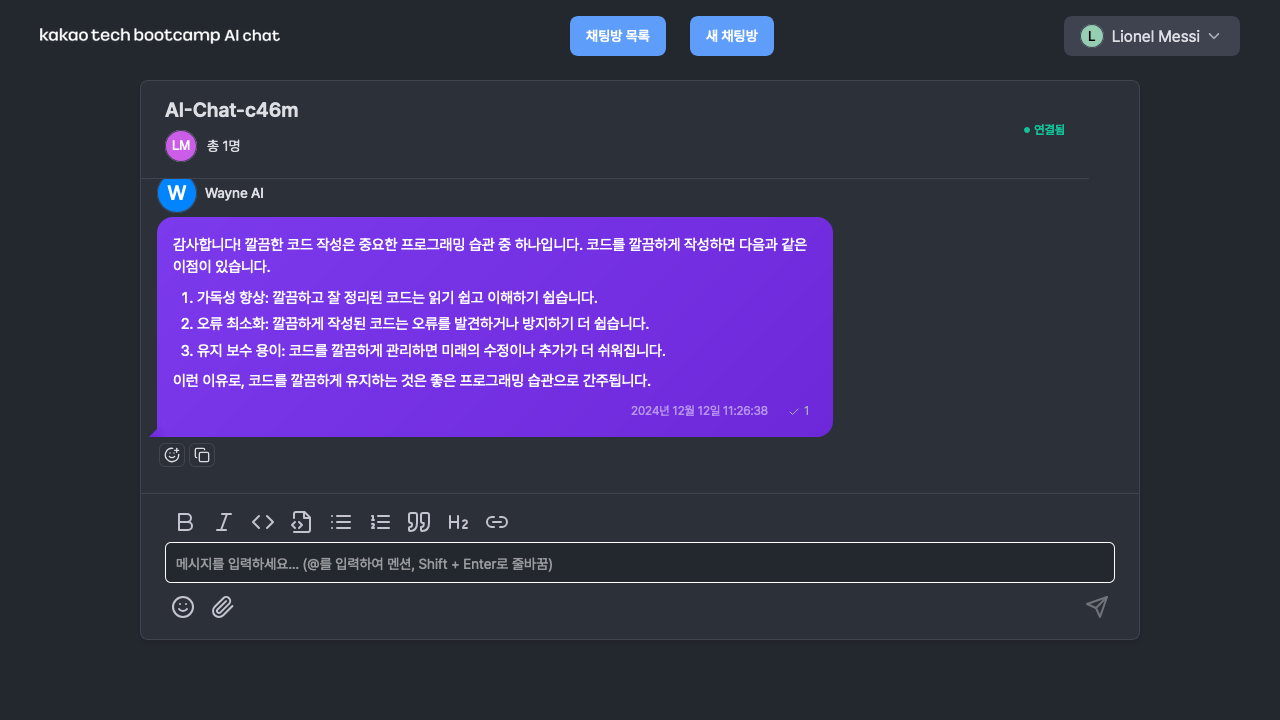 kakao tech bootcamp AI chat
채팅방 목록
새 채팅방
L
Lionel Messi
AI-Chat-c46m
LM
총 1명
연결됨
W
Wayne AI
감사합니다! 깔끔한 코드 작성은 중요한 프로그래밍 습관 중 하나입니다. 코드를 깔끔하게 작성하면 다음과 같은
이점이 있습니다.
1. 가독성 향상: 깔끔하고 잘 정리된 코드는 읽기 쉽고 이해하기 쉽습니다.
2. 오류 최소화: 깔끔하게 작성된 코드는 오류를 발견하거나 방지하기 더 쉽습니다.
3. 유지 보수 용이: 코드를 깔끔하게 관리하면 미래의 수정이나 추가가 더 쉬워집니다.
이런 이유로, 코드를 깔끔하게 유지하는 것은 좋은 프로그래밍 습관으로 간주됩니다.
2024년 12월 12일 11:26:38
1
H2
메시지를 입력하세요... (@를 입력하여 멘션, Shift + Enter로 줄바꿈)